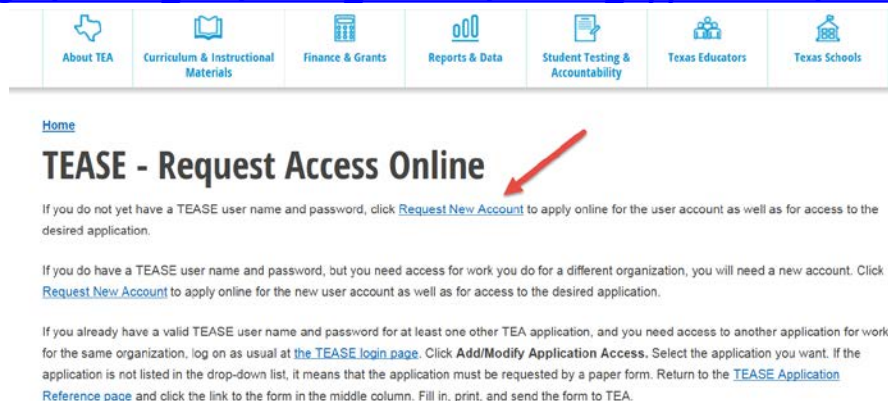 About TEA
Curriculum & Instructional
Materials
Finance & Grants
Reports & Data
Student Testing &
Accountability
Texas Educators
Texas Schools
Home
TEASE - Request Access Online
If you do not yet have a TEASE user name and password, click Request New Account to apply online for the user account as well as for access to the
desired application.
If you do have a TEASE user name and password, but you need access for work you do for a different organization, you will need a new account. Click
Request New Account to apply online for the new user account as well as for access to the desired application.
If you already have a valid TEASE user name and password for at least one other TEA application, and you need access to another application for work
for the same organization, log on as usual at the TEASE login page. Click Add/Modify Application Access. Select the application you want. If the
application is not listed in the drop-down list, it means that the application must be requested by a paper form. Return to the TEASE Application
Reference page and click the link to the form in the middle column. Fill in, print, and send the form to TEA.